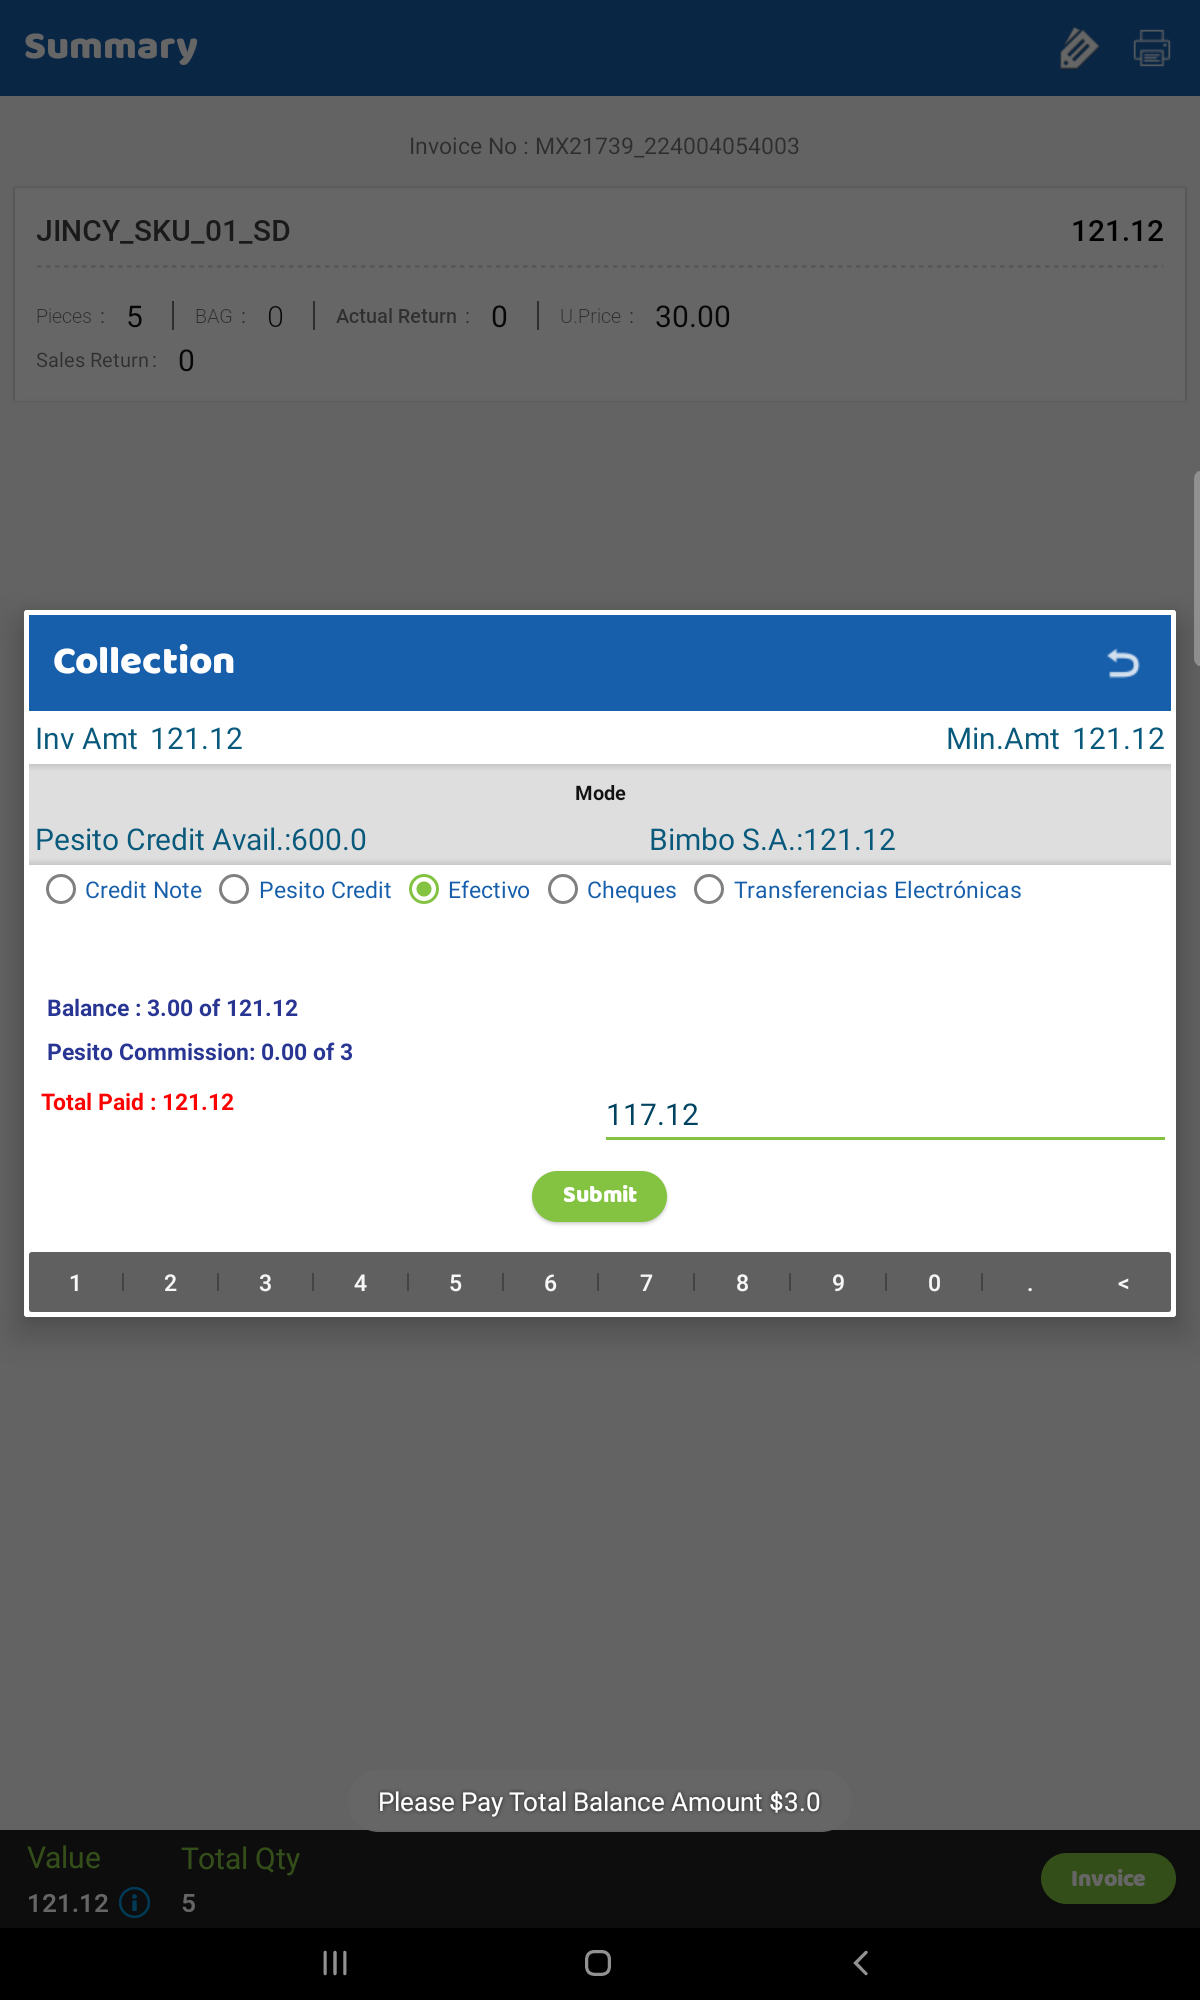 Summary
Invoice No : MX21739_224004054003
JINCY_SKU_01_SD 121.12
Pieces : 5 | BAG : 0 | Actual Return : 0 | U.Price : 30.00
Sales Return : 0
Collection
Inv Amt 121.12 Min.Amt 121.12
Mode
Pesito Credit Avail.:600.0 Bimbo S.A.:121.12
Credit Note Pesito Credit Efectivo Cheques Transferencias Electrónicas
Balance : 3.00 of 121.12
Pesito Commission: 0.00 of 3
Total Paid : 121.12
117.12
Submit
1 | 2 | 3 | 4 | 5 | 6 | 7 | 8 | 9 | 0 | . <
Please Pay Total Balance Amount $3.0
Value Total Qty
121.12 5
Invoice